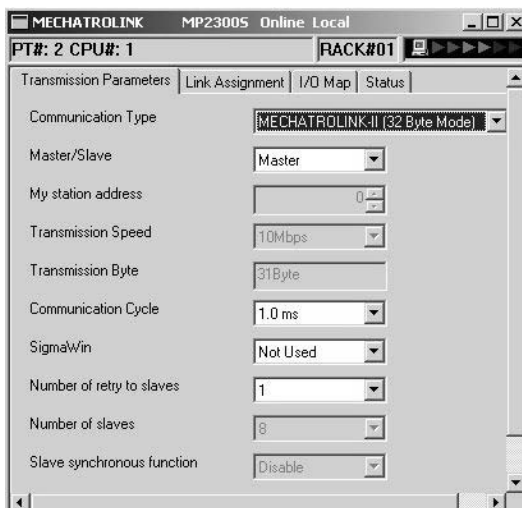 MECHATROLINK MP2300S Online Local
PT#: 2 CPU#: 1 RACK#01
Transmission Parameters Link Assignment I/O Map Status
Communication Type MECHATROLINK-II (32 Byte Mode)
Master/Slave Master
My station address 0
Transmission Speed 10Mbps
Transmission Byte 31Byte
Communication Cycle 1.0 ms
SigmaWin Not Used
Number of retry to slaves 1
Number of slaves 8
Slave synchronous function Disable